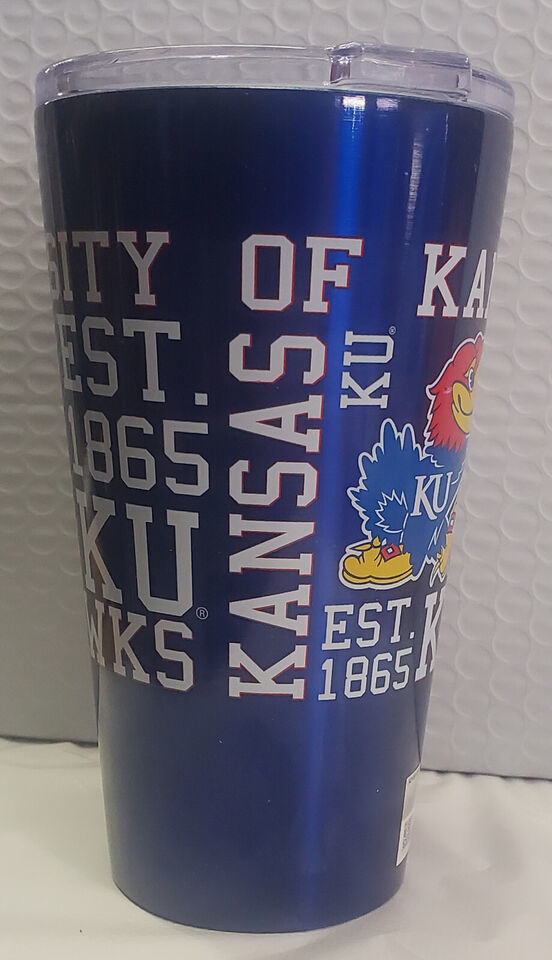 SITY OF KA
EST.
1865
KU®
WKS
KANSAS
KU®
KU
EST.
1865
K